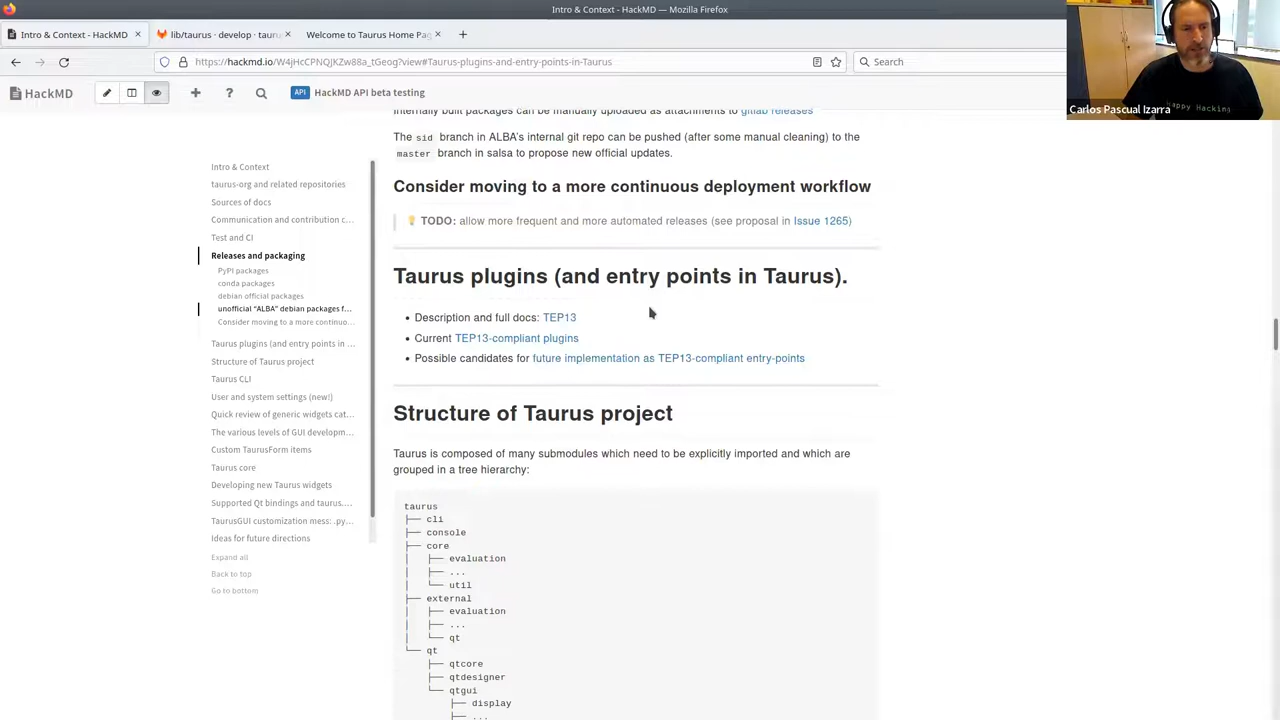 Intro & Context - HackMD — Mozilla Firefox
Intro & Context - HackMD
lib/taurus · develop · tauru
Welcome to Taurus Home Pag
https://hackmd.io/W4jHcCPNQJKZw88a_tGeog?view#Taurus-plugins-and-entry-points-in-Taurus
Search
HackMD
API
HackMD API beta testing
Carlos Pascual Izarra
Happy Hacking
Internally built packages can be manually uploaded as attachments to gitlab releases
The sid branch in ALBA's internal git repo can be pushed (after some manual cleaning) to the
master branch in salsa to propose new official updates.
Consider moving to a more continuous deployment workflow
TODO: allow more frequent and more automated releases (see proposal in Issue 1265)
Taurus plugins (and entry points in Taurus).
• Description and full docs: TEP13
• Current TEP13-compliant plugins
• Possible candidates for future implementation as TEP13-compliant entry-points
Structure of Taurus project
Taurus is composed of many submodules which need to be explicitly imported and which are
grouped in a tree hierarchy:
taurus
├── cli
├── console
├── core
│   ├── evaluation
│   ├── ...
│   └── util
├── external
│   ├── evaluation
│   ├── ...
│   └── qt
└── qt
    ├── qtcore
    ├── qtdesigner
    └── qtgui
        ├── display
        ├── ...
Intro & Context
taurus-org and related repositories
Sources of docs
Communication and contribution c...
Test and CI
Releases and packaging
PyPI packages
conda packages
debian official packages
unofficial "ALBA" debian packages f...
Consider moving to a more continuo...
Taurus plugins (and entry points in ...
Structure of Taurus project
Taurus CLI
User and system settings (new!)
Quick review of generic widgets cat...
The various levels of GUI developm...
Custom TaurusForm items
Taurus core
Developing new Taurus widgets
Supported Qt bindings and taurus....
TaurusGUI customization mess: .py...
Ideas for future directions
Expand all
Back to top
Go to bottom